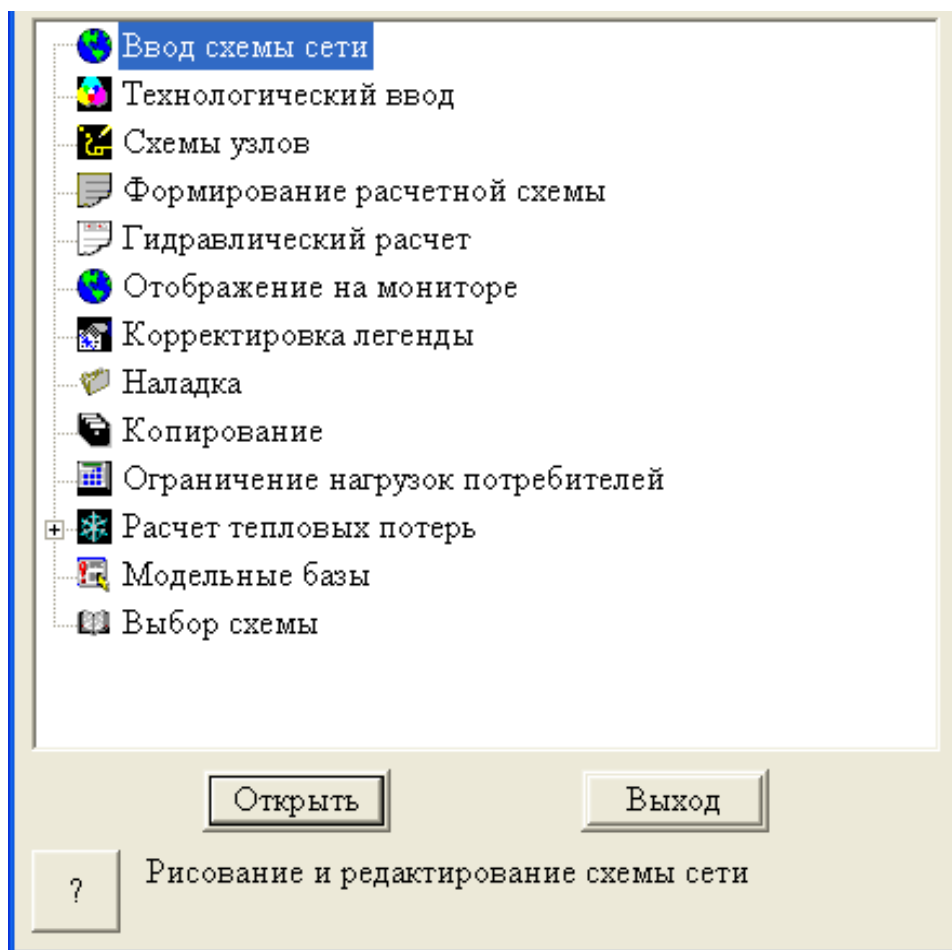 Ввод схемы сети
Технологический ввод
Схемы узлов
Формирование расчетной схемы
Гидравлический расчет
Отображение на мониторе
Корректировка легенды
Наладка
Копирование
Ограничение нагрузок потребителей
Расчет тепловых потерь
Модельные базы
Выбор схемы
Открыть
Выход
?
Рисование и редактирование схемы сети